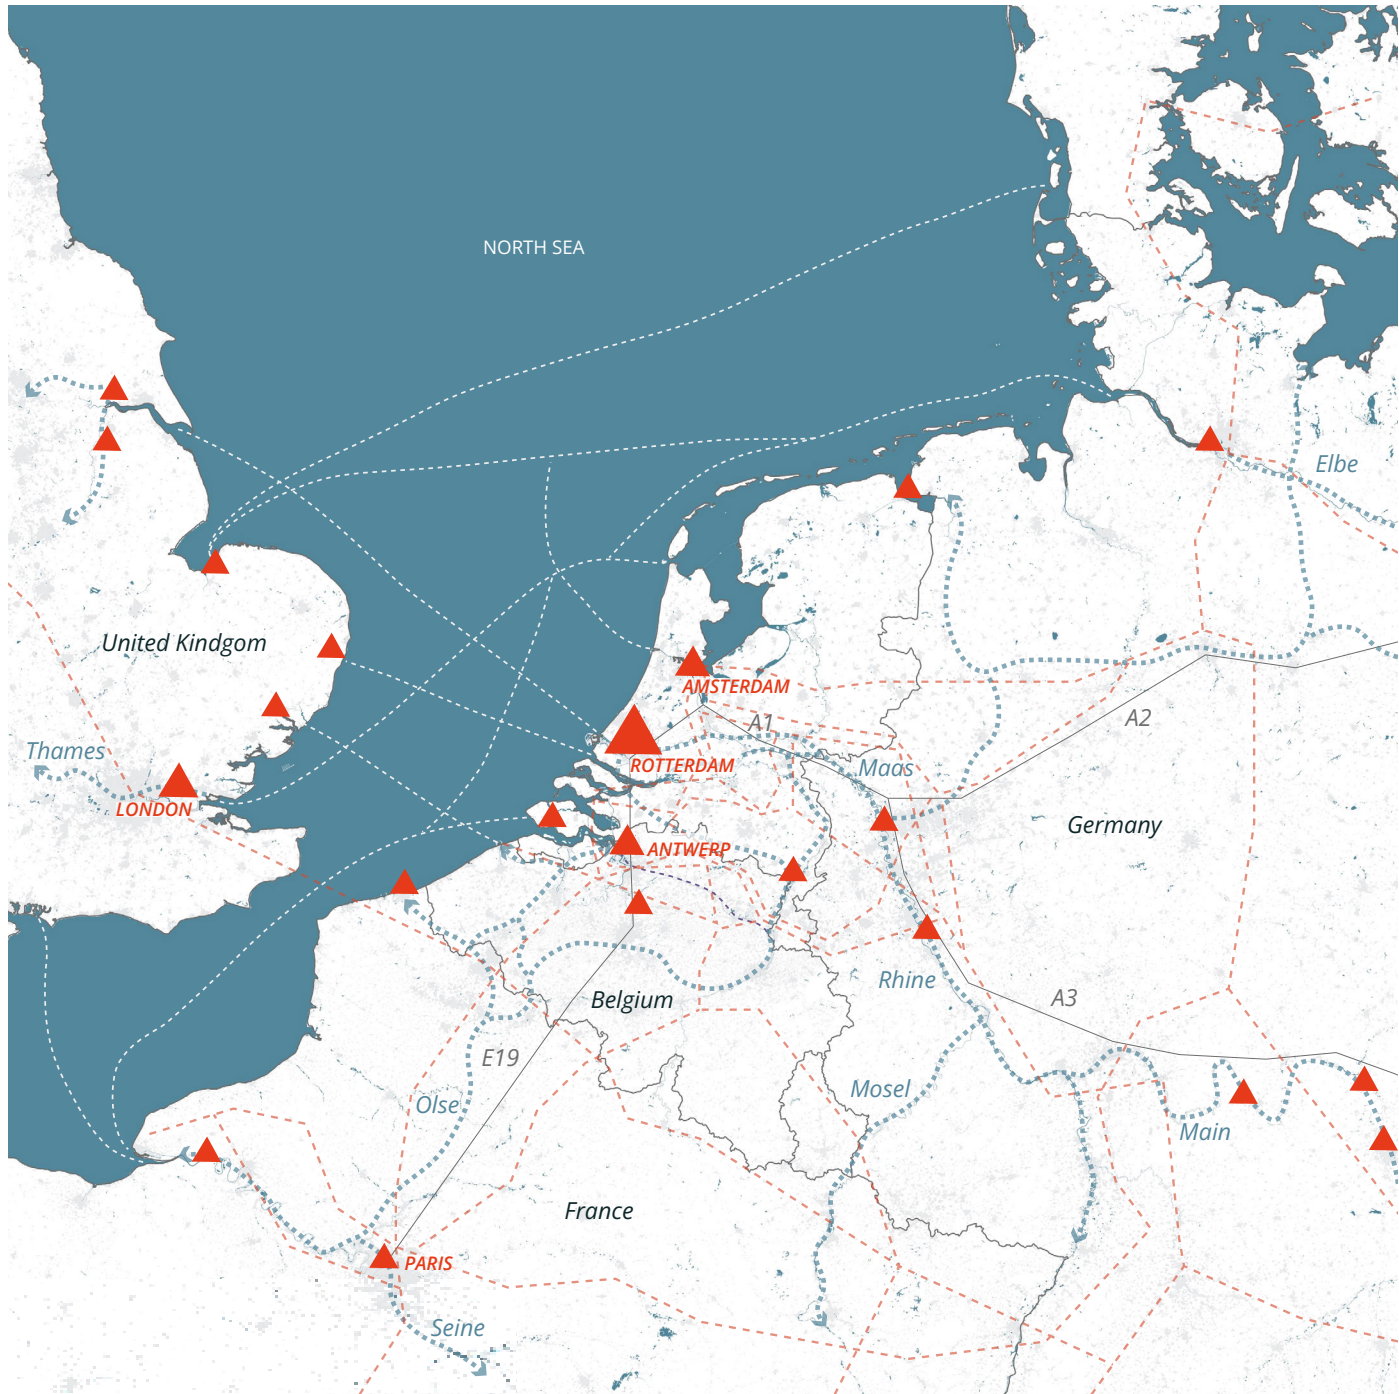 NORTH SEA
Elbe
United Kindgom
AMSTERDAM
A1
A2
Thames
ROTTERDAM
Maas
LONDON
Germany
ANTWERP
Rhine
Belgium
A3
E19
Mosel
Olse
Main
France
PARIS
Seine